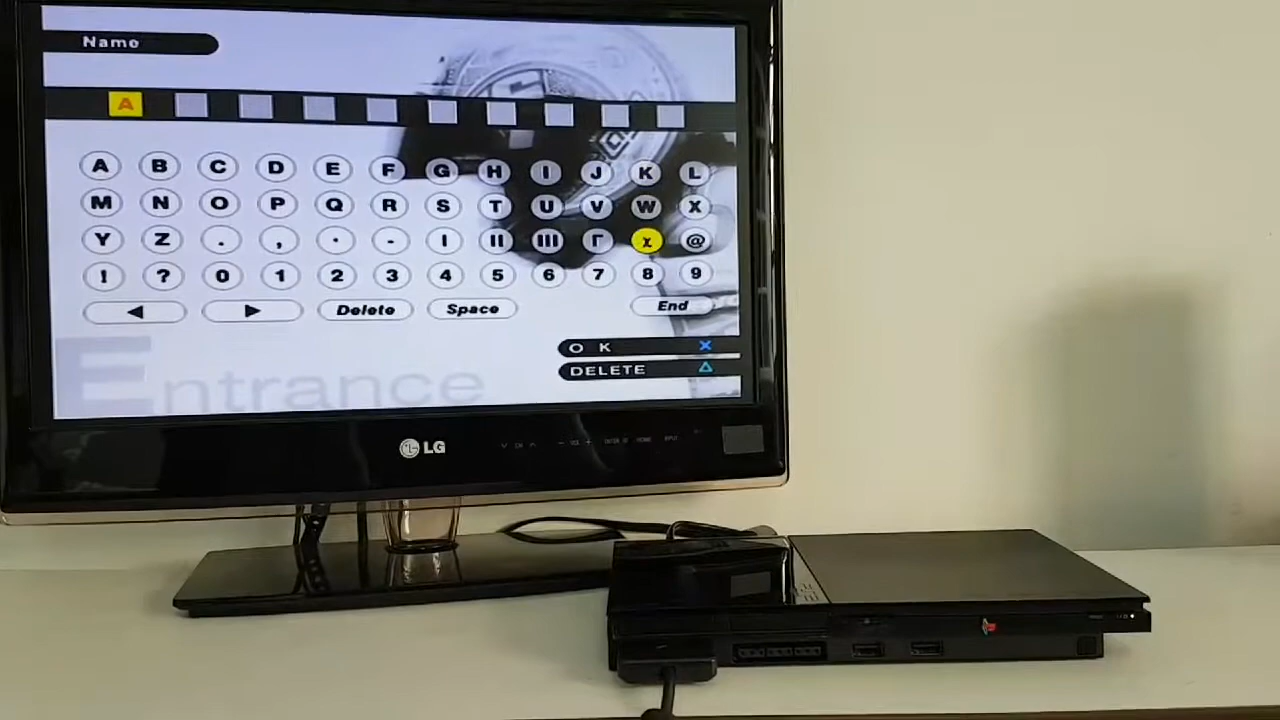 Name
A
A B C D E F G H I J K L
M N O P Q R S T U V W X
Y Z . , · - I II III Γ χ @
! ? 0 1 2 3 4 5 6 7 8 9
◀ ▶ Delete Space End
O K ×
DELETE △
Entrance
LG